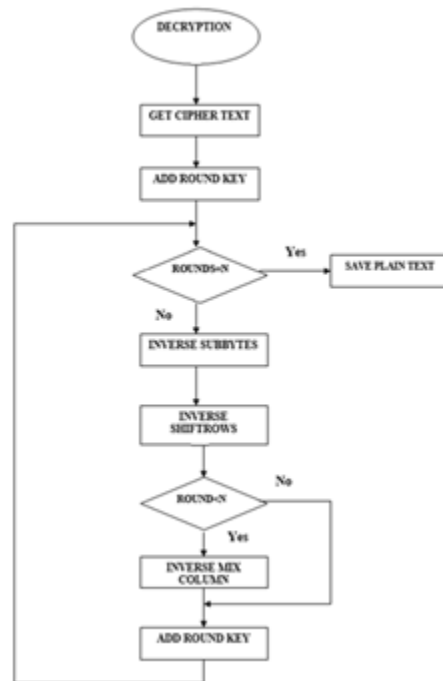 DECRYPTION
GET CIPHER TEXT
ADD ROUND KEY
ROUNDS=N
Yes
SAVE PLAIN TEXT
No
INVERSE SUBBYTES
INVERSE
SHIFTROWS
ROUND<N
No
Yes
INVERSE MIX
COLUMN
ADD ROUND KEY